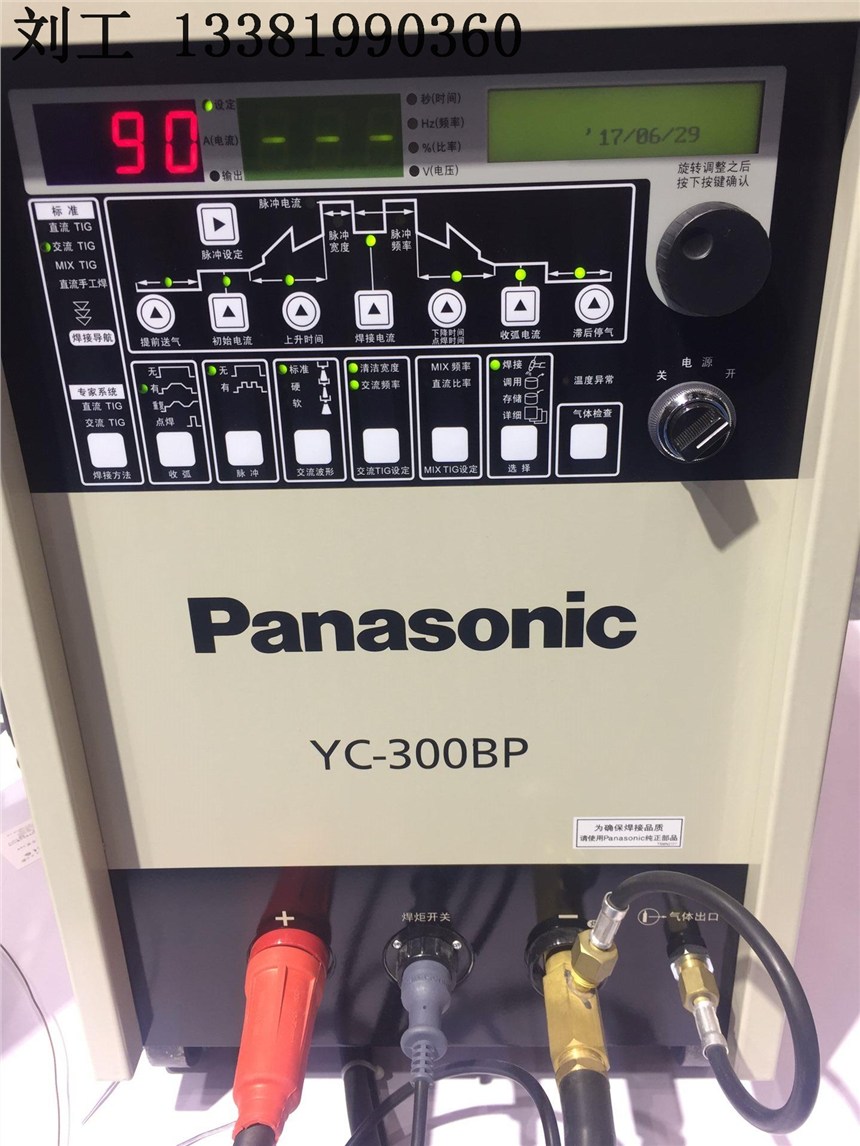 刘工 13381990360
90
设定
A(电流)
输出
- - -
秒(时间)
Hz(频率)
%(比率)
V(电压)
'17/06/29
旋转调整之后
按下按键确认
标准
直流 TIG
交流 TIG
MIX TIG
直流手工焊
焊接导航
脉冲电流
脉冲设定
脉冲
宽度
脉冲
频率
提前送气
初始电流
上升时间
焊接电流
下降时间
点焊时间
收弧电流
滞后停气
专家系统
直流 TIG
交流 TIG
焊接方法
无
有
点焊
收弧
无
有
脉冲
标准
硬
软
交流波形
清洁宽度
交流频率
交流TIG设定
MIX 频率
直流比率
MIX TIG设定
焊接
调用
存储
详细
选择
温度异常
气体检查
电源
关
开
Panasonic
YC-300BP
为确保焊接品质
请使用Panasonic纯正部品
+
焊炬开关
−
气体出口